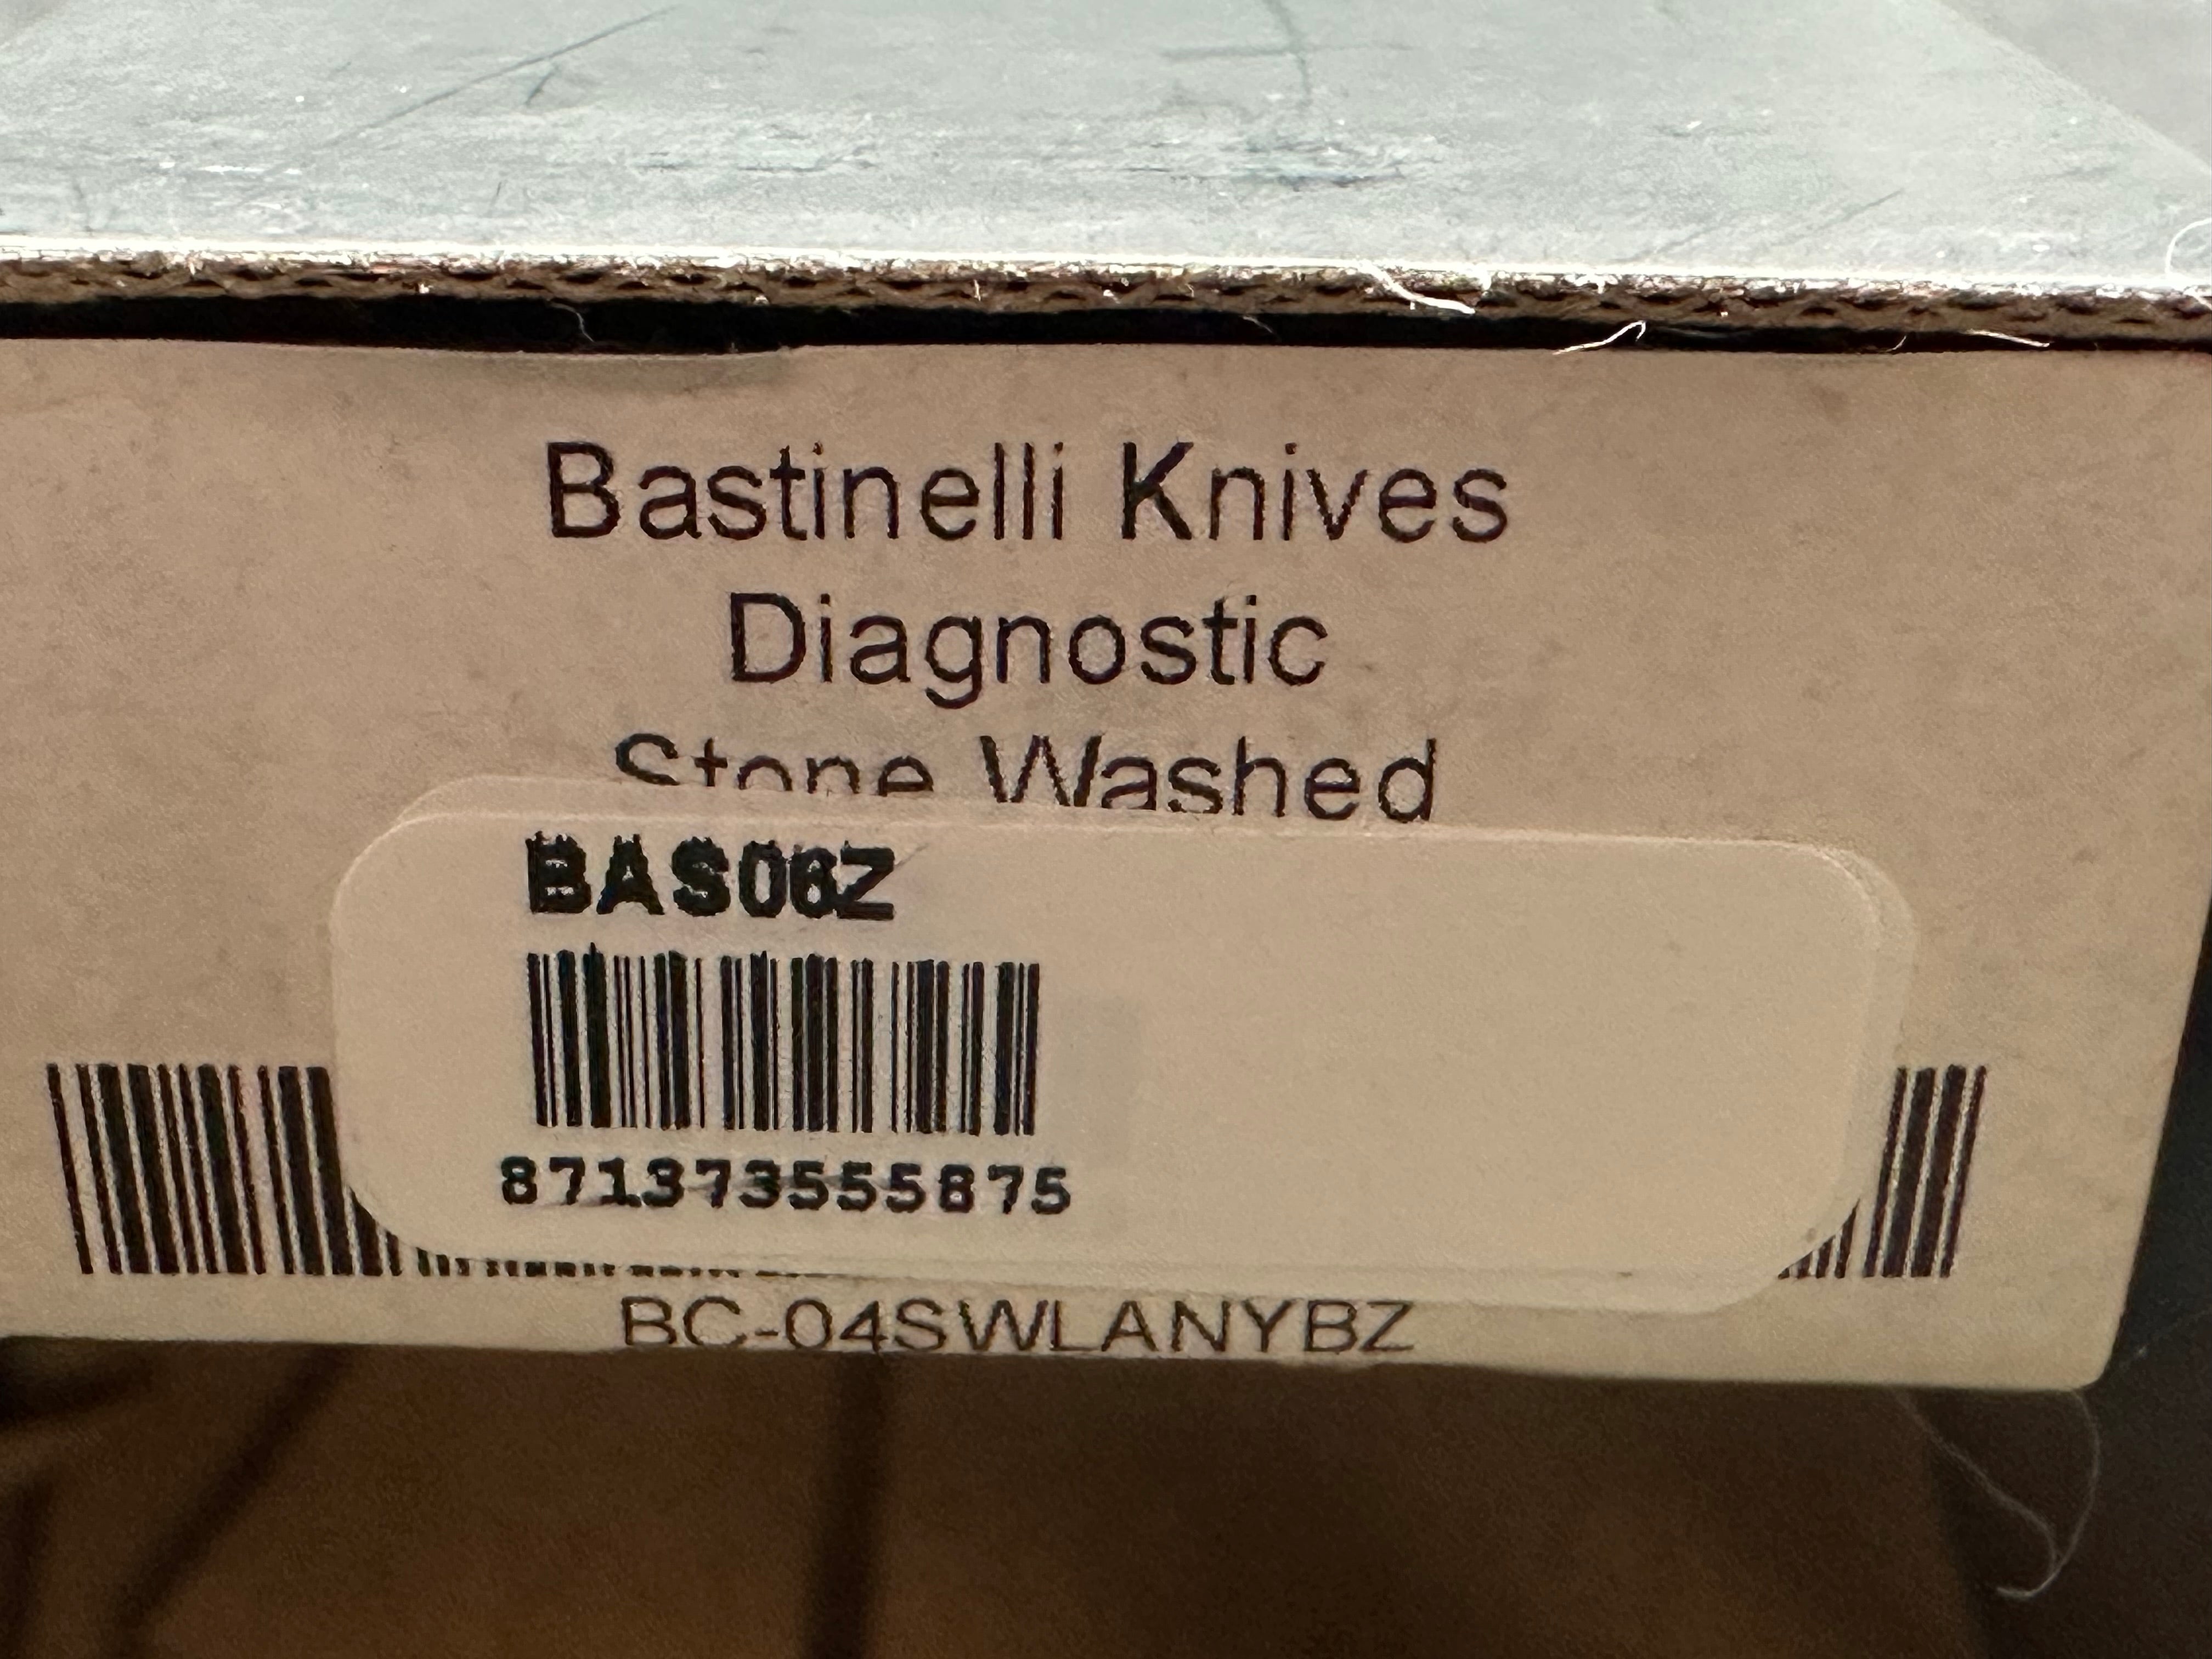 Bastinelli Knives
Diagnostic
Stone Washed
BAS06Z
871373555875
BC-04SWLANYBZ